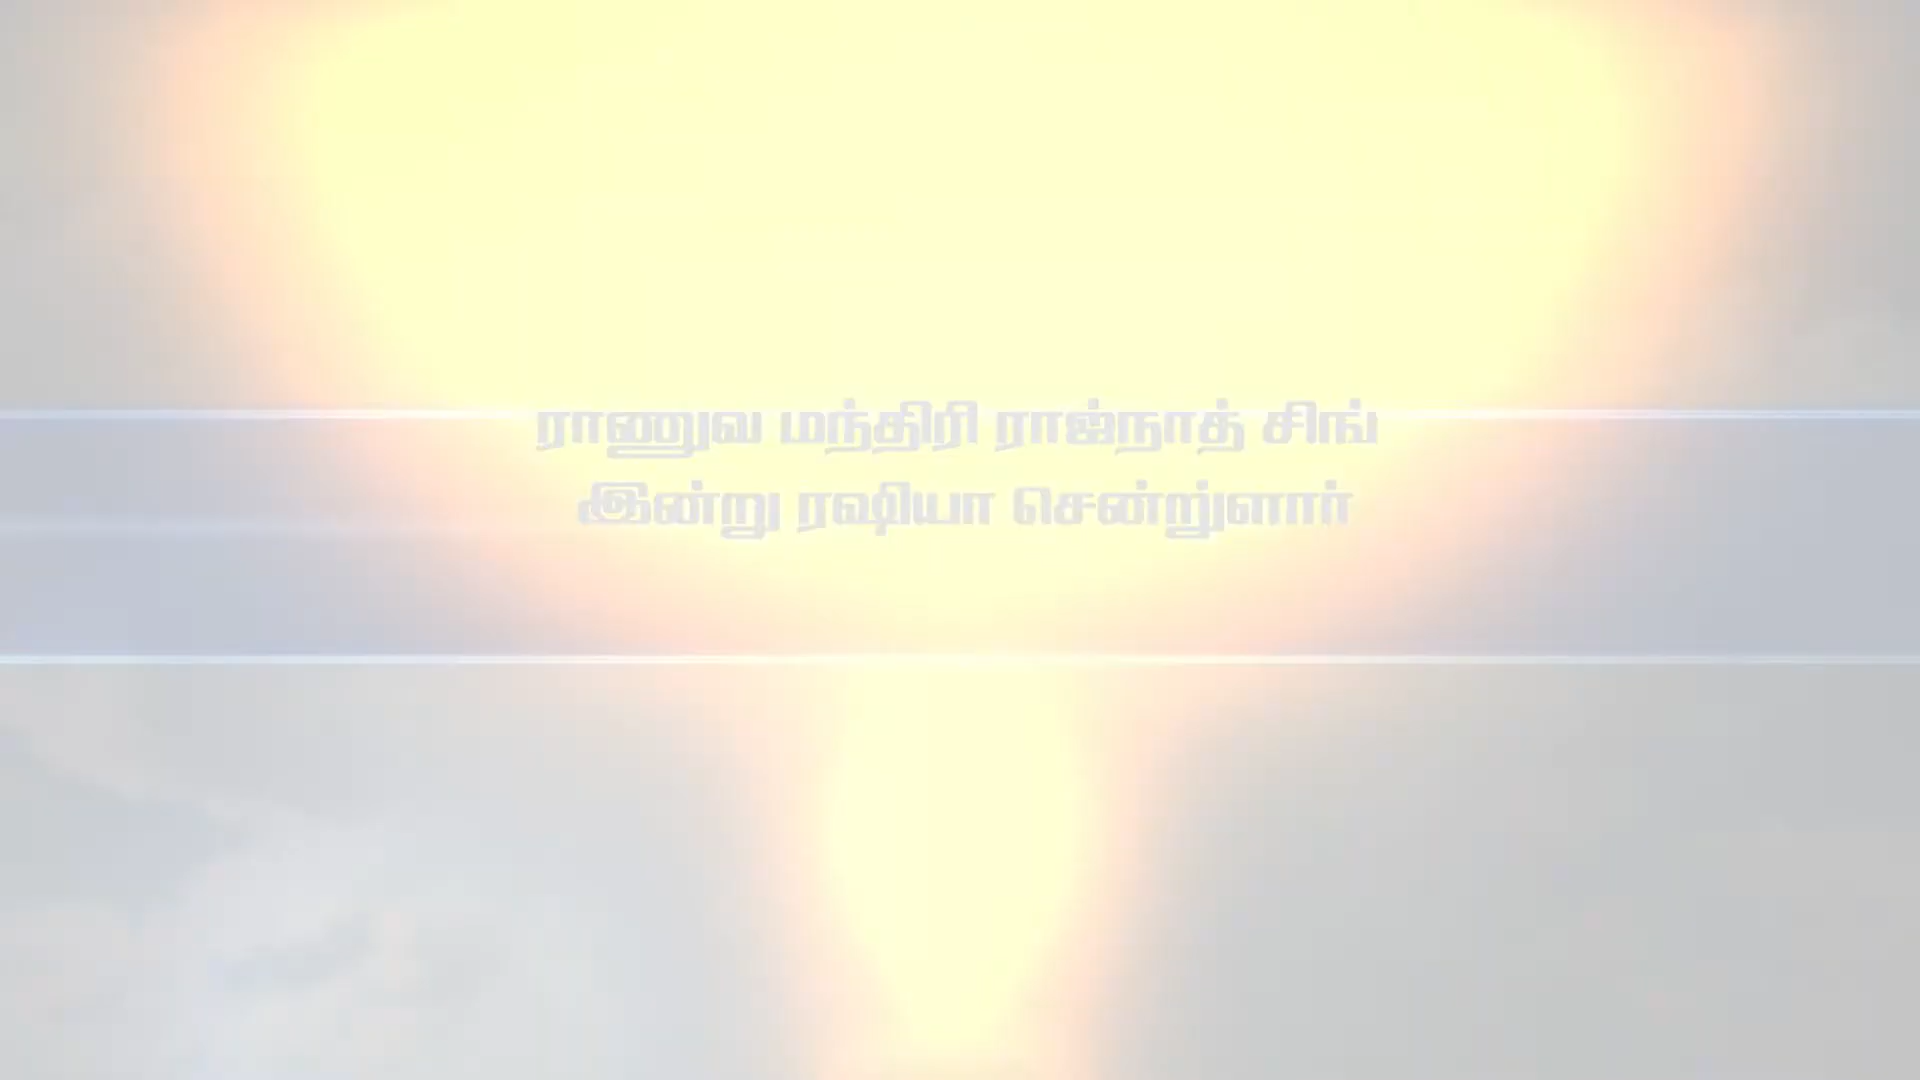 ராணுவ மந்திரி ராஜ்நாத் சிங்
இன்று ரஷியா சென்றுள்ளார்